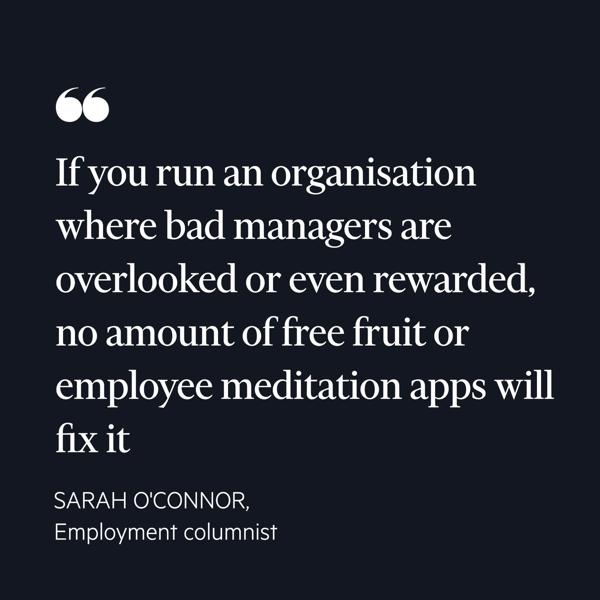 “
If you run an organisation
where bad managers are
overlooked or even rewarded,
no amount of free fruit or
employee meditation apps will
fix it
SARAH O'CONNOR,
Employment columnist